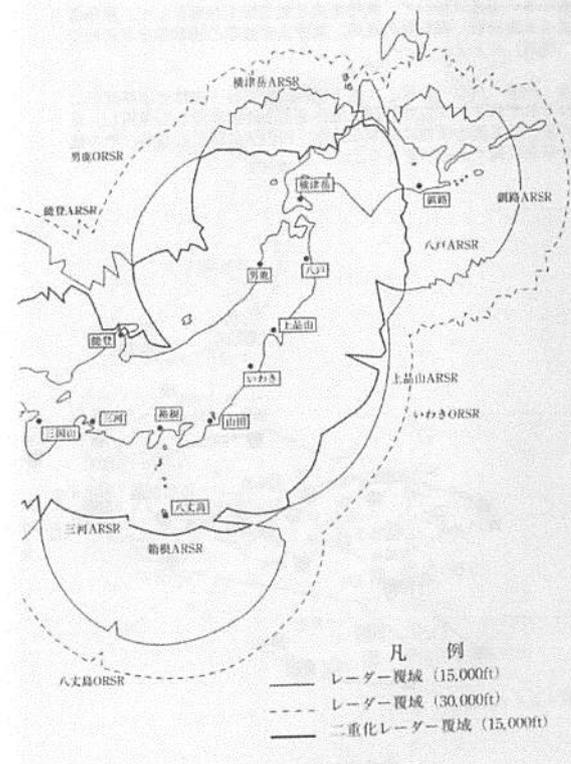 横津岳ARSR
男鹿ORSR
能登ARSR
横津岳
釧路
釧路ARSR
八戸ARSR
男鹿
八戸
能登
上品山
いわき
上品山ARSR
いわきORSR
三国山
三河
箱根
山田
八丈島
三河ARSR
箱根ARSR
八丈島ORSR
凡 例
レーダー覆域 (15,000ft)
レーダー覆域 (30,000ft)
二重化レーダー覆域 (15,000ft)